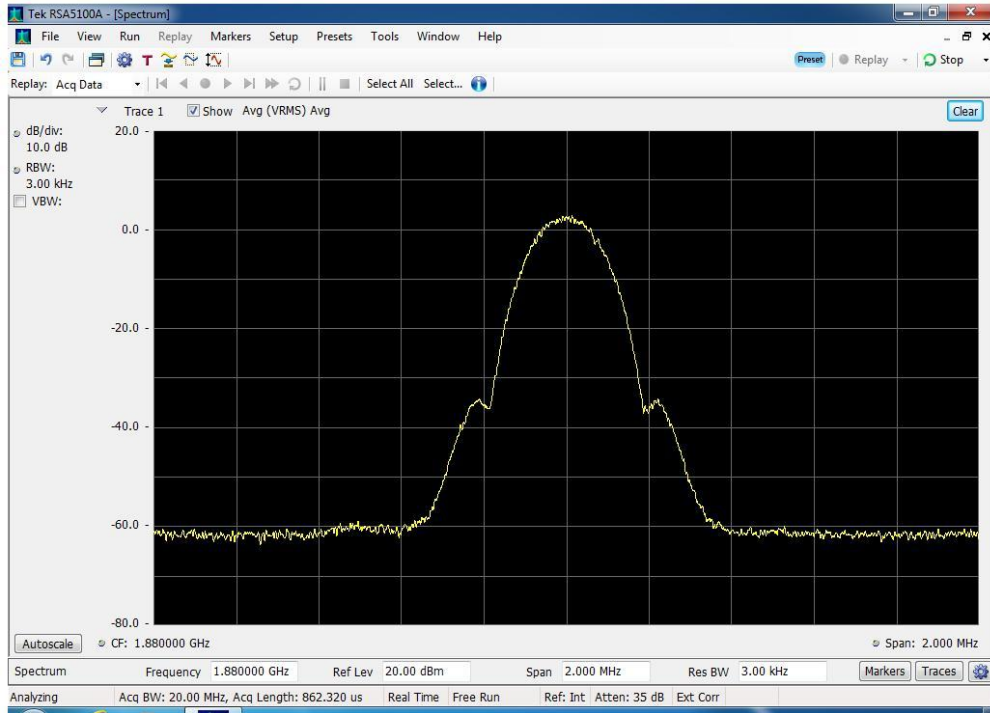 Tek RSA5100A - [Spectrum]
File View Run Replay Markers Setup Presets Tools Window Help
Preset Replay Stop
Replay: Acq Data Select All Select...
Trace 1 Show Avg (VRMS) Avg Clear
dB/div:
10.0 dB
RBW:
3.00 kHz
VBW:
20.0 -
0.0 -
-20.0 -
-40.0 -
-60.0 -
-80.0 -
Autoscale CF: 1.880000 GHz Span: 2.000 MHz
Spectrum Frequency 1.880000 GHz Ref Lev 20.00 dBm Span 2.000 MHz Res BW 3.00 kHz Markers Traces
Analyzing Acq BW: 20.00 MHz, Acq Length: 862.320 us Real Time Free Run Ref: Int Atten: 35 dB Ext Corr